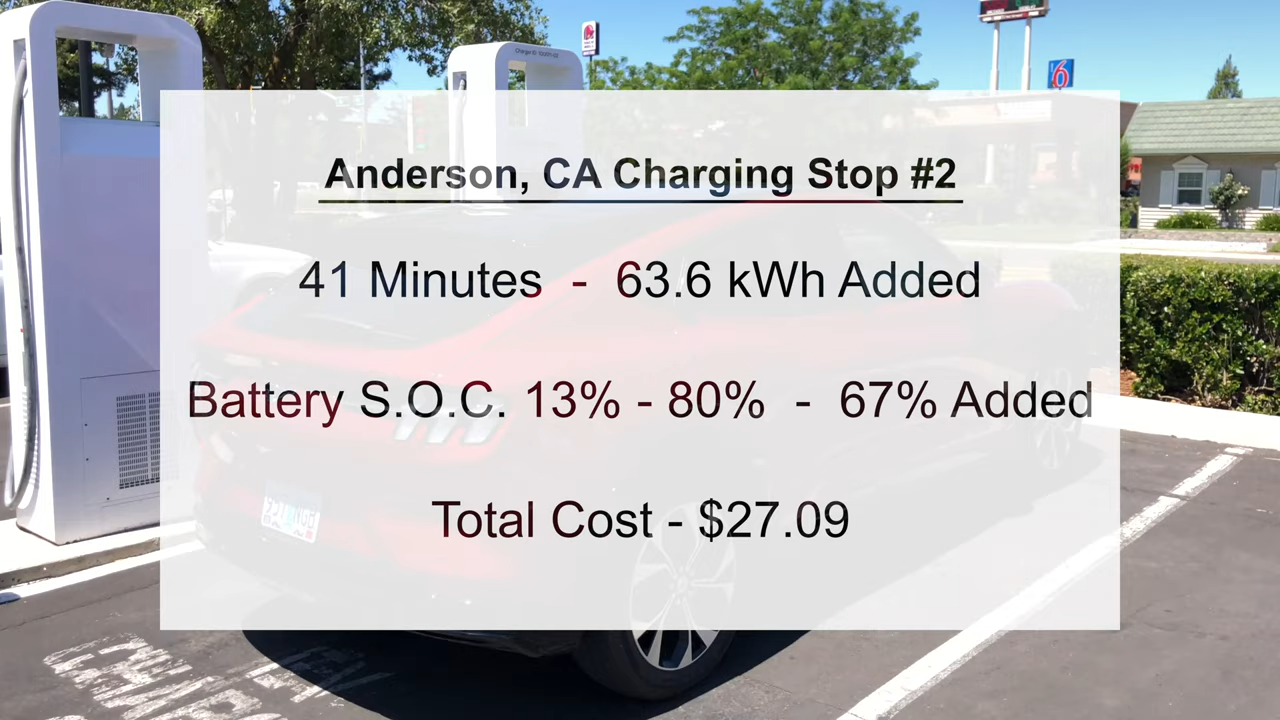 Anderson, CA Charging Stop #2
41 Minutes - 63.6 kWh Added
Battery S.O.C. 13% - 80% - 67% Added
Total Cost - $27.09
6